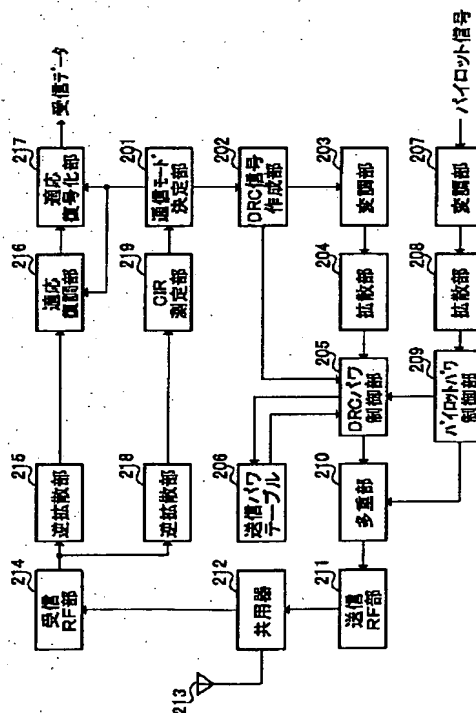 214
受信
RF部
215
逆拡散部
216
適応
復調部
217
適応
復号化部
受信データ
218
逆拡散部
219
CIR
測定部
201
通信モード
決定部
213
212
共用器
206
送信パワ
テーブル
205
DRCパワ
制御部
204
拡散部
203
変調部
202
DRC信号
作成部
211
送信
RF部
210
多重部
209
パイロットパワ
制御部
208
拡散部
207
変調部
パイロット信号